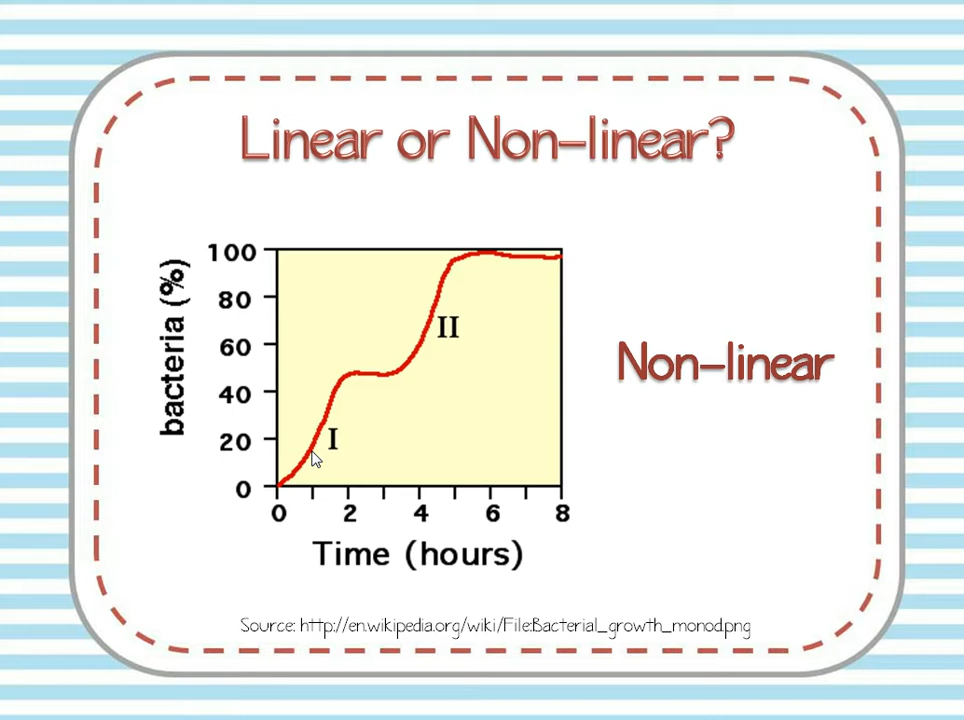 Linear or Non-linear?
bacteria (%)
100
80
60
40
20
0
II
I
0 2 4 6 8
Time (hours)
Non-linear
Source: http://en.wikipedia.org/wiki/File:Bacterial_growth_monod.png